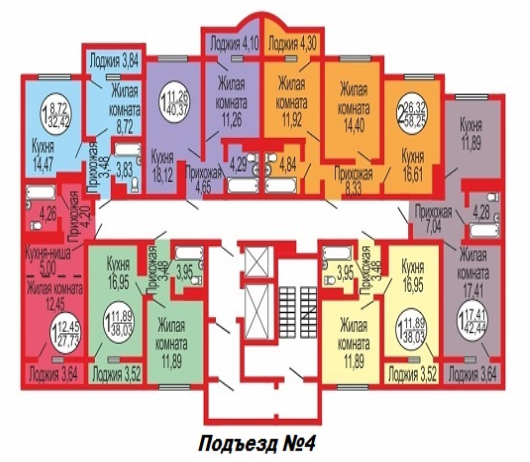 Лоджия 3,84
Лоджия 4,10
Лоджия 4,30
1 8,72
32,42
Кухня
14,47
Жилая
комната
8,72
Прихожая
3,48
3,83
1 11,26
40,37
Кухня
18,12
Жилая
комната
11,26
Прихожая
4,65
4,29
Жилая
комната
11,92
4,84
Жилая
комната
14,40
Прихожая
8,33
2 26,32
58,25
Кухня
16,61
Кухня
11,89
Прихожая
7,04
4,28
Жилая
комната
17,41
1 17,41
42,44
Лоджия 3,64
4,26
Прихожая
4,20
Кухня-ниша
5,00
Жилая комната
12,45
1 12,45
27,73
Лоджия 3,64
Кухня
16,95
Прихожая
3,48
3,95
1 11,89
38,03
Жилая
комната
11,89
Лоджия 3,52
3,95
Прихожая
3,48
Кухня
16,95
Жилая
комната
11,89
1 11,89
38,03
Лоджия 3,52
Подъезд №4